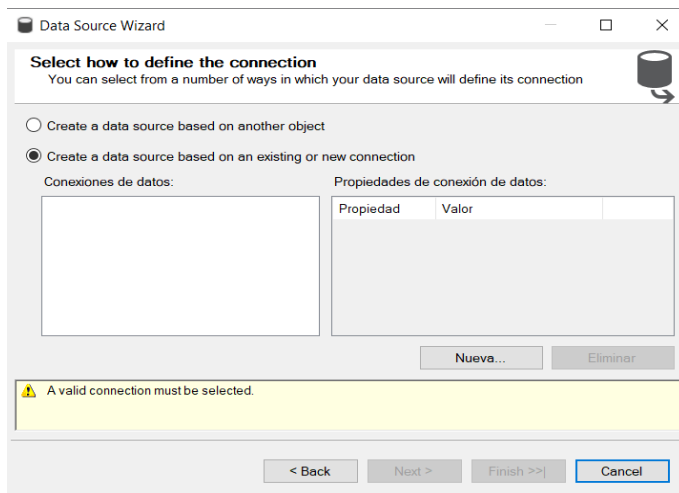 Data Source Wizard
Select how to define the connection
You can select from a number of ways in which your data source will define its connection
Create a data source based on another object
Create a data source based on an existing or new connection
Conexiones de datos:
Propiedades de conexión de datos:
Propiedad Valor
Nueva... Eliminar
A valid connection must be selected.
< Back Next > Finish >>| Cancel